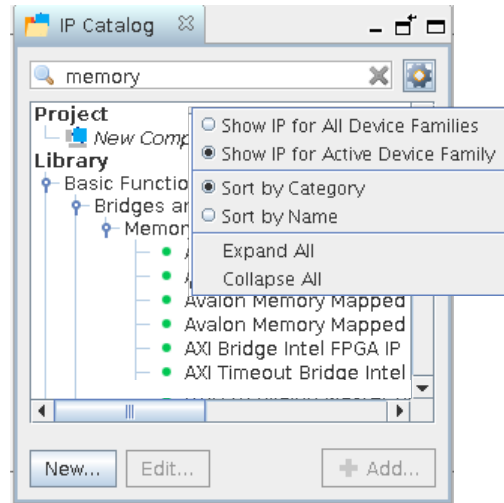 IP Catalog
memory
Project
New Comp
Library
Basic Functio
Bridges ar
Memor
Avalon Memory Mapped
Avalon Memory Mapped
AXI Bridge Intel FPGA IP
AXI Timeout Bridge Intel
Show IP for All Device Families
Show IP for Active Device Family
Sort by Category
Sort by Name
Expand All
Collapse All
New...
Edit...
Add...